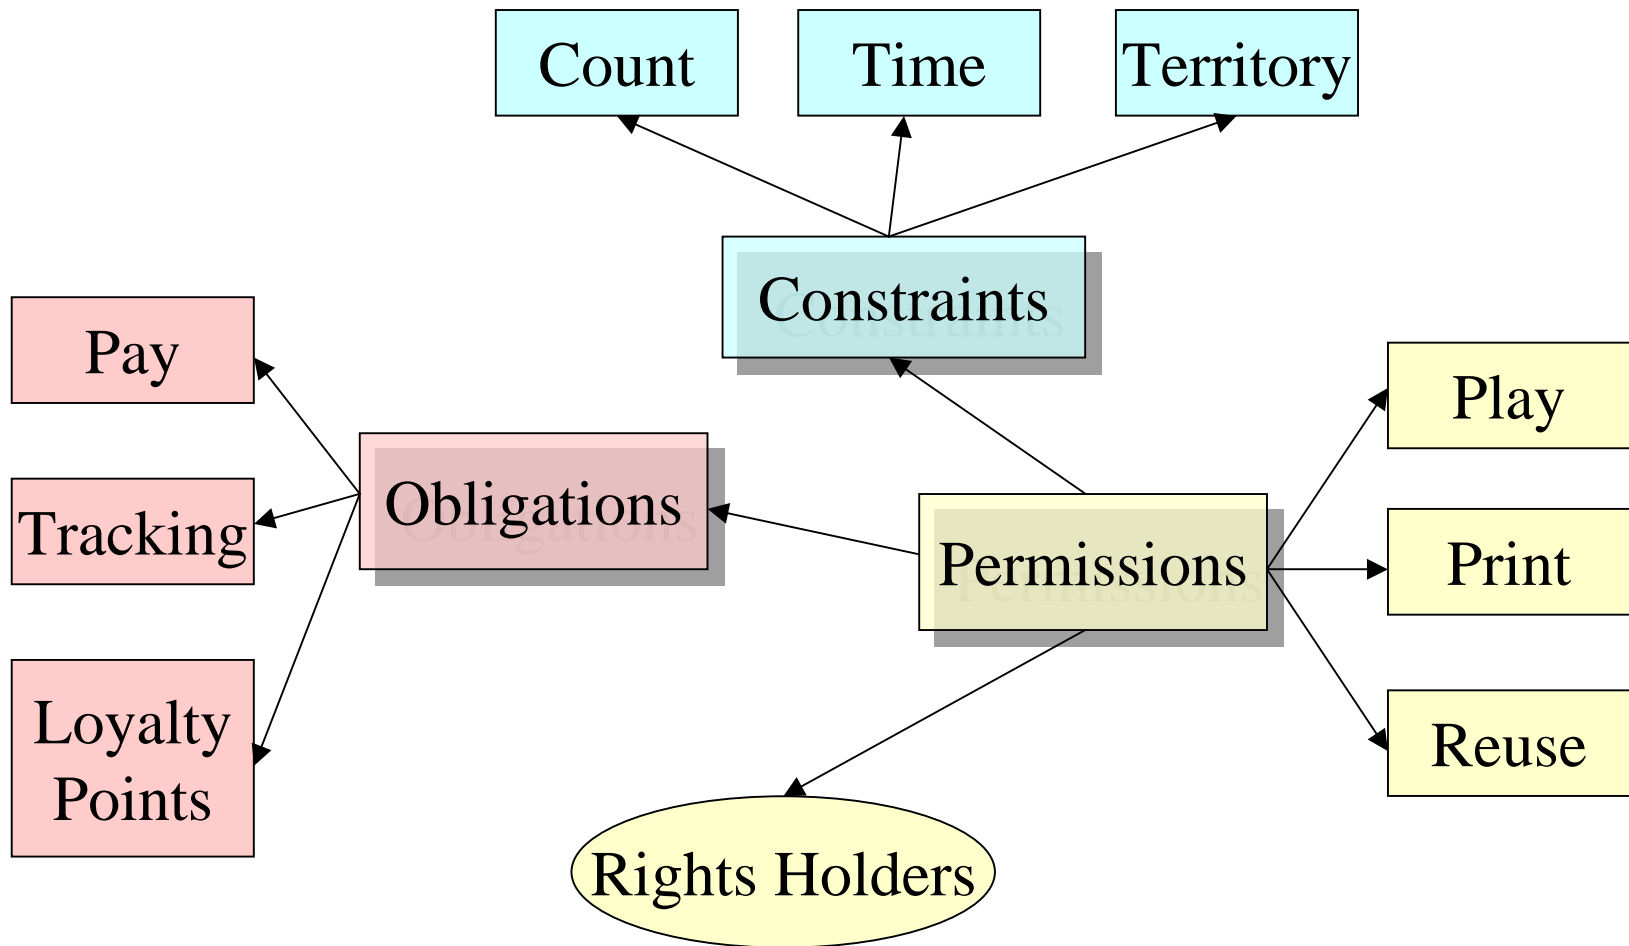 Count
Time
Territory
Constraints
Pay
Tracking
Loyalty
Points
Obligations
Permissions
Play
Print
Reuse
Rights Holders